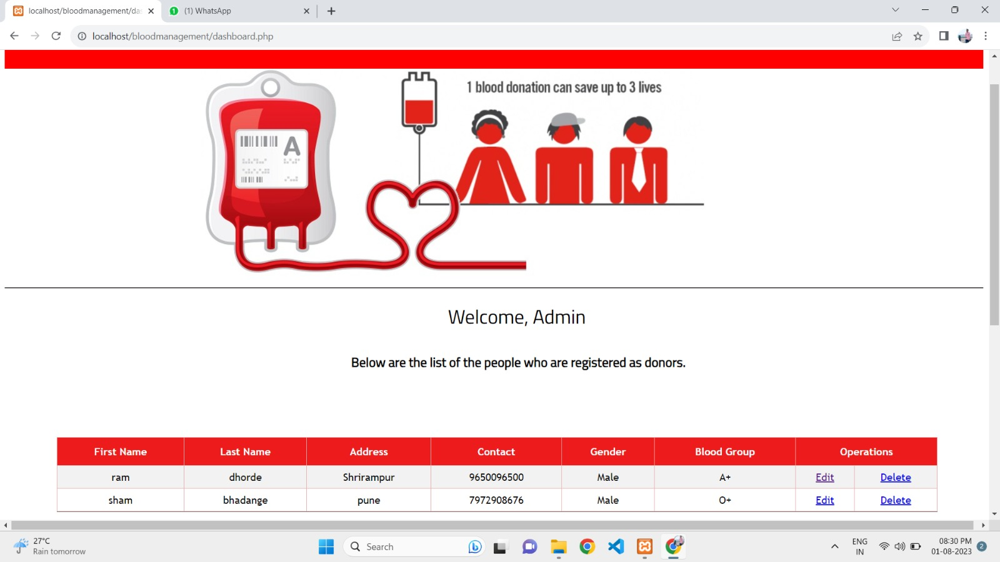 localhost/bloodmanagement/das
(1) WhatsApp
localhost/bloodmanagement/dashboard.php
1 blood donation can save up to 3 lives
A
Welcome, Admin
Below are the list of the people who are registered as donors.
First Name Last Name Address Contact Gender Blood Group Operations
ram dhorde Shrirampur 9650096500 Male A+ Edit Delete
sham bhadange pune 7972908676 Male O+ Edit Delete
27°C
Rain tomorrow
Search
ENG
IN
08:30 PM
01-08-2023
2